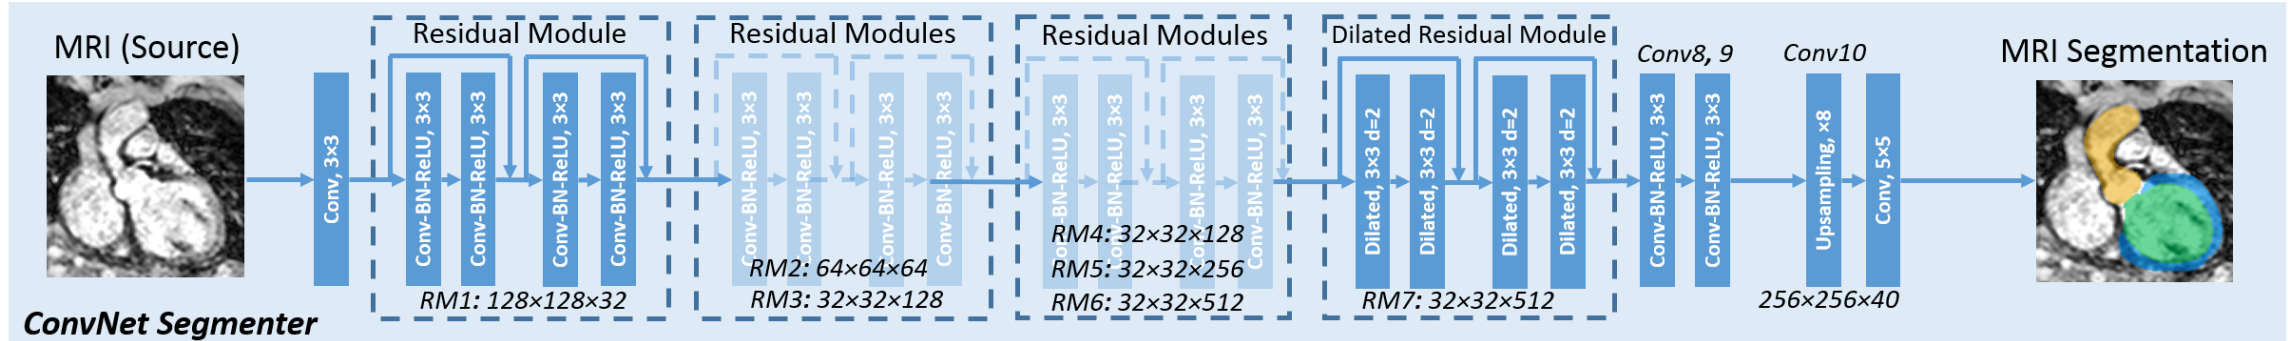 MRI (Source)
Conv, 3×3
Residual Module
Conv-BN-ReLU, 3×3
Conv-BN-ReLU, 3×3
Conv-BN-ReLU, 3×3
Conv-BN-ReLU, 3×3
RM1: 128×128×32
Residual Modules
Conv-BN-ReLU, 3×3
Conv-BN-ReLU, 3×3
Conv-BN-ReLU, 3×3
Conv-BN-ReLU, 3×3
RM2: 64×64×64
RM3: 32×32×128
Residual Modules
Conv-BN-ReLU, 3×3
Conv-BN-ReLU, 3×3
Conv-BN-ReLU, 3×3
Conv-BN-ReLU, 3×3
RM4: 32×32×128
RM5: 32×32×256
RM6: 32×32×512
Dilated Residual Module
Dilated, 3×3 d=2
Dilated, 3×3 d=2
Dilated, 3×3 d=2
Dilated, 3×3 d=2
RM7: 32×32×512
Conv8, 9
Conv-BN-ReLU, 3×3
Conv-BN-ReLU, 3×3
Conv10
Upsampling, ×8
Conv, 5×5
256×256×40
MRI Segmentation
ConvNet Segmenter